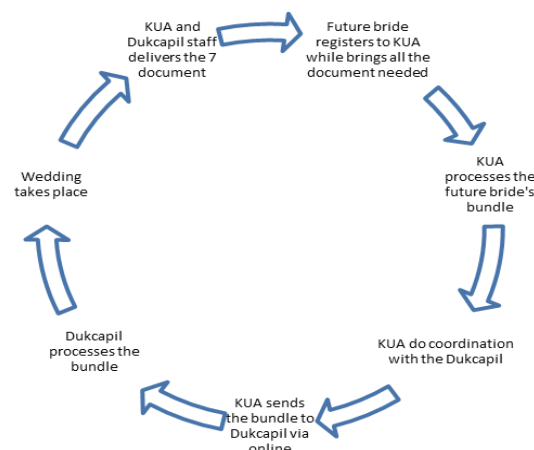 KUA and
Dukcapil staff
delivers the 7
document
Future bride
registers to KUA
while brings all the
document needed
KUA
processes the
future bride's
bundle
KUA do coordination
with the Dukcapil
KUA sends
the bundle to
Dukcapil via
online
Dukcapil
processes the
bundle
Wedding
takes place